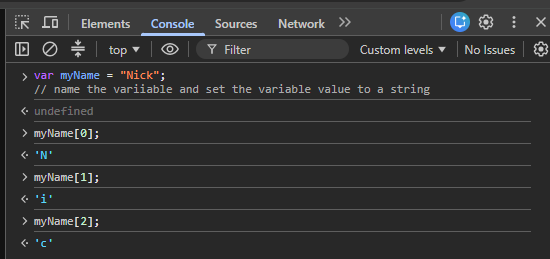 Elements Console Sources Network
top Filter Custom levels No Issues
var myName = "Nick";
// name the variiable and set the variable value to a string
undefined
myName[0];
'N'
myName[1];
'i'
myName[2];
'c'